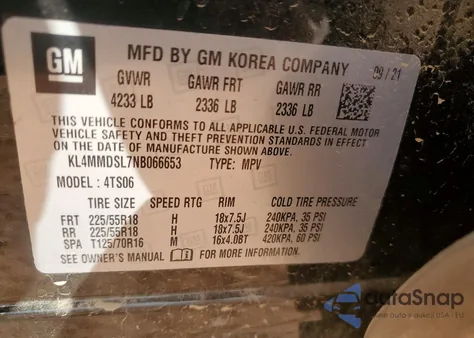 GM
MFD BY GM KOREA COMPANY
09/21
GVWR GAWR FRT GAWR RR
4233 LB 2336 LB 2336 LB
THIS VEHICLE CONFORMS TO ALL APPLICABLE U.S. FEDERAL MOTOR
VEHICLE SAFETY AND THEFT PREVENTION STANDARDS IN EFFECT
ON THE DATE OF MANUFACTURE SHOWN ABOVE.
KL4MMDSL7NB066653 TYPE: MPV
MODEL: 4TS06
TIRE SIZE SPEED RTG RIM COLD TIRE PRESSURE
FRT 225/55R18 H 18x7.5J 240KPA, 35 PSI
RR 225/55R18 H 18x7.5J 240KPA, 35 PSI
SPA T125/70R16 M 16x4.0BT 420KPA, 60 PSI
SEE OWNER'S MANUAL FOR MORE INFORMATION.
autaSnap